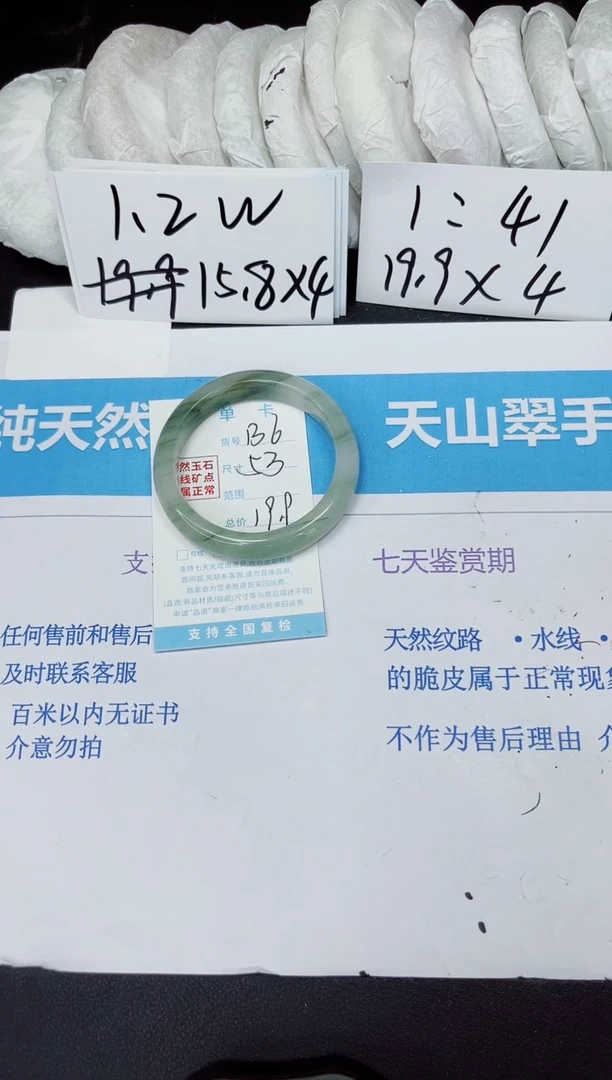 1.2W
19.9 15.8×4
1:41
19.9×4
纯天然
天山翠手
单卡
货号 B6
尺寸 53
范围
总价 19.9
然玉石
线矿点
属正常
支持全国复检
支
七天鉴赏期
任何售前和售后
及时联系客服
百米以内无证书
介意勿拍
天然纹路 •水线 •
的脆皮属于正常现象
不作为售后理由 介